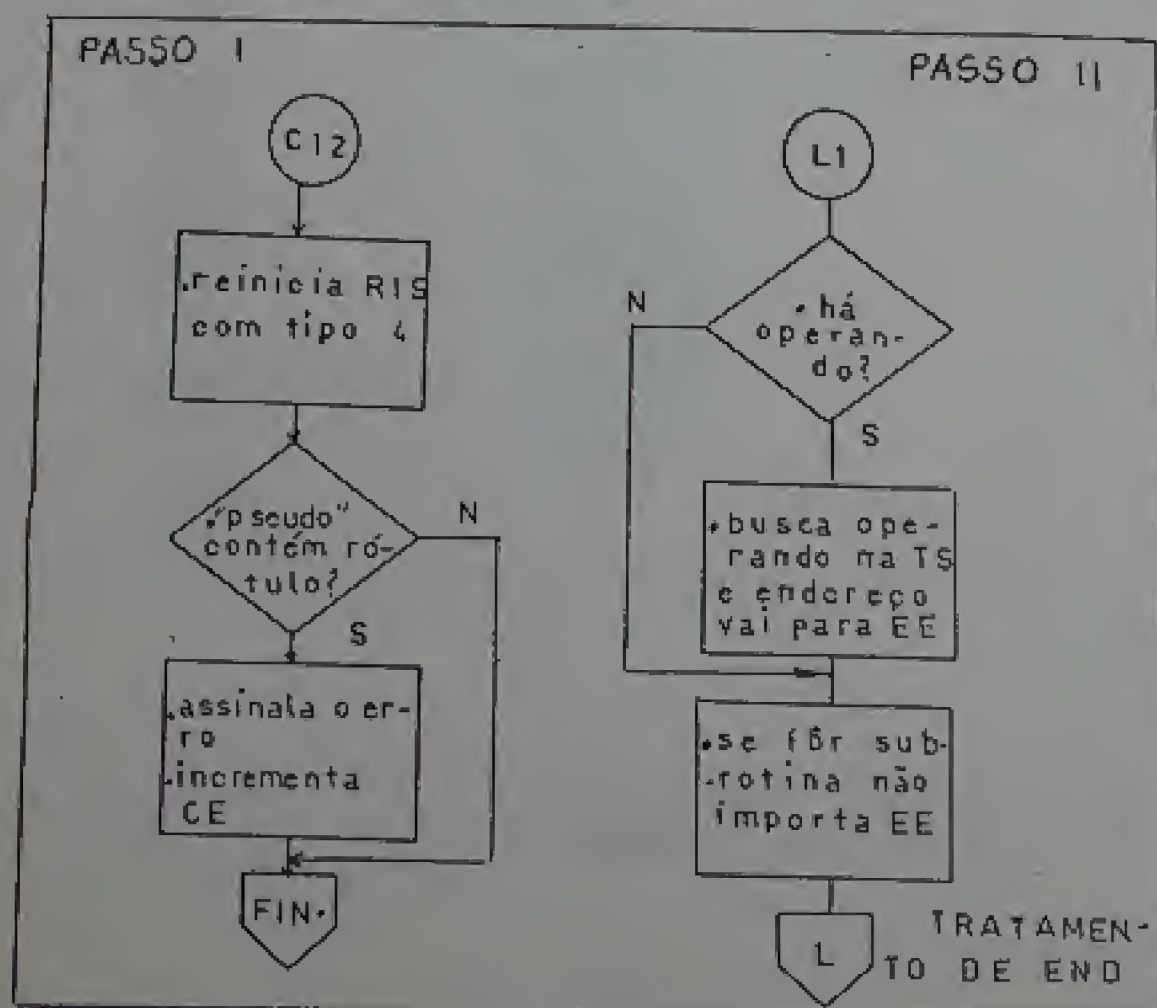 PASSO I
PASSO II
C12
.reinicia RIS
com tipo 4
."pseudo"
contém ró-
tulo?
N
S
.assinala o er-
ro
.incrementa
CE
FIN.
L1
.há
operan-
do?
N
S
.busca ope-
rando na TS
e endereço
vai para EE
.se fôr sub-
-rotina não
importa EE
L
TRATAMEN-
TO DE END